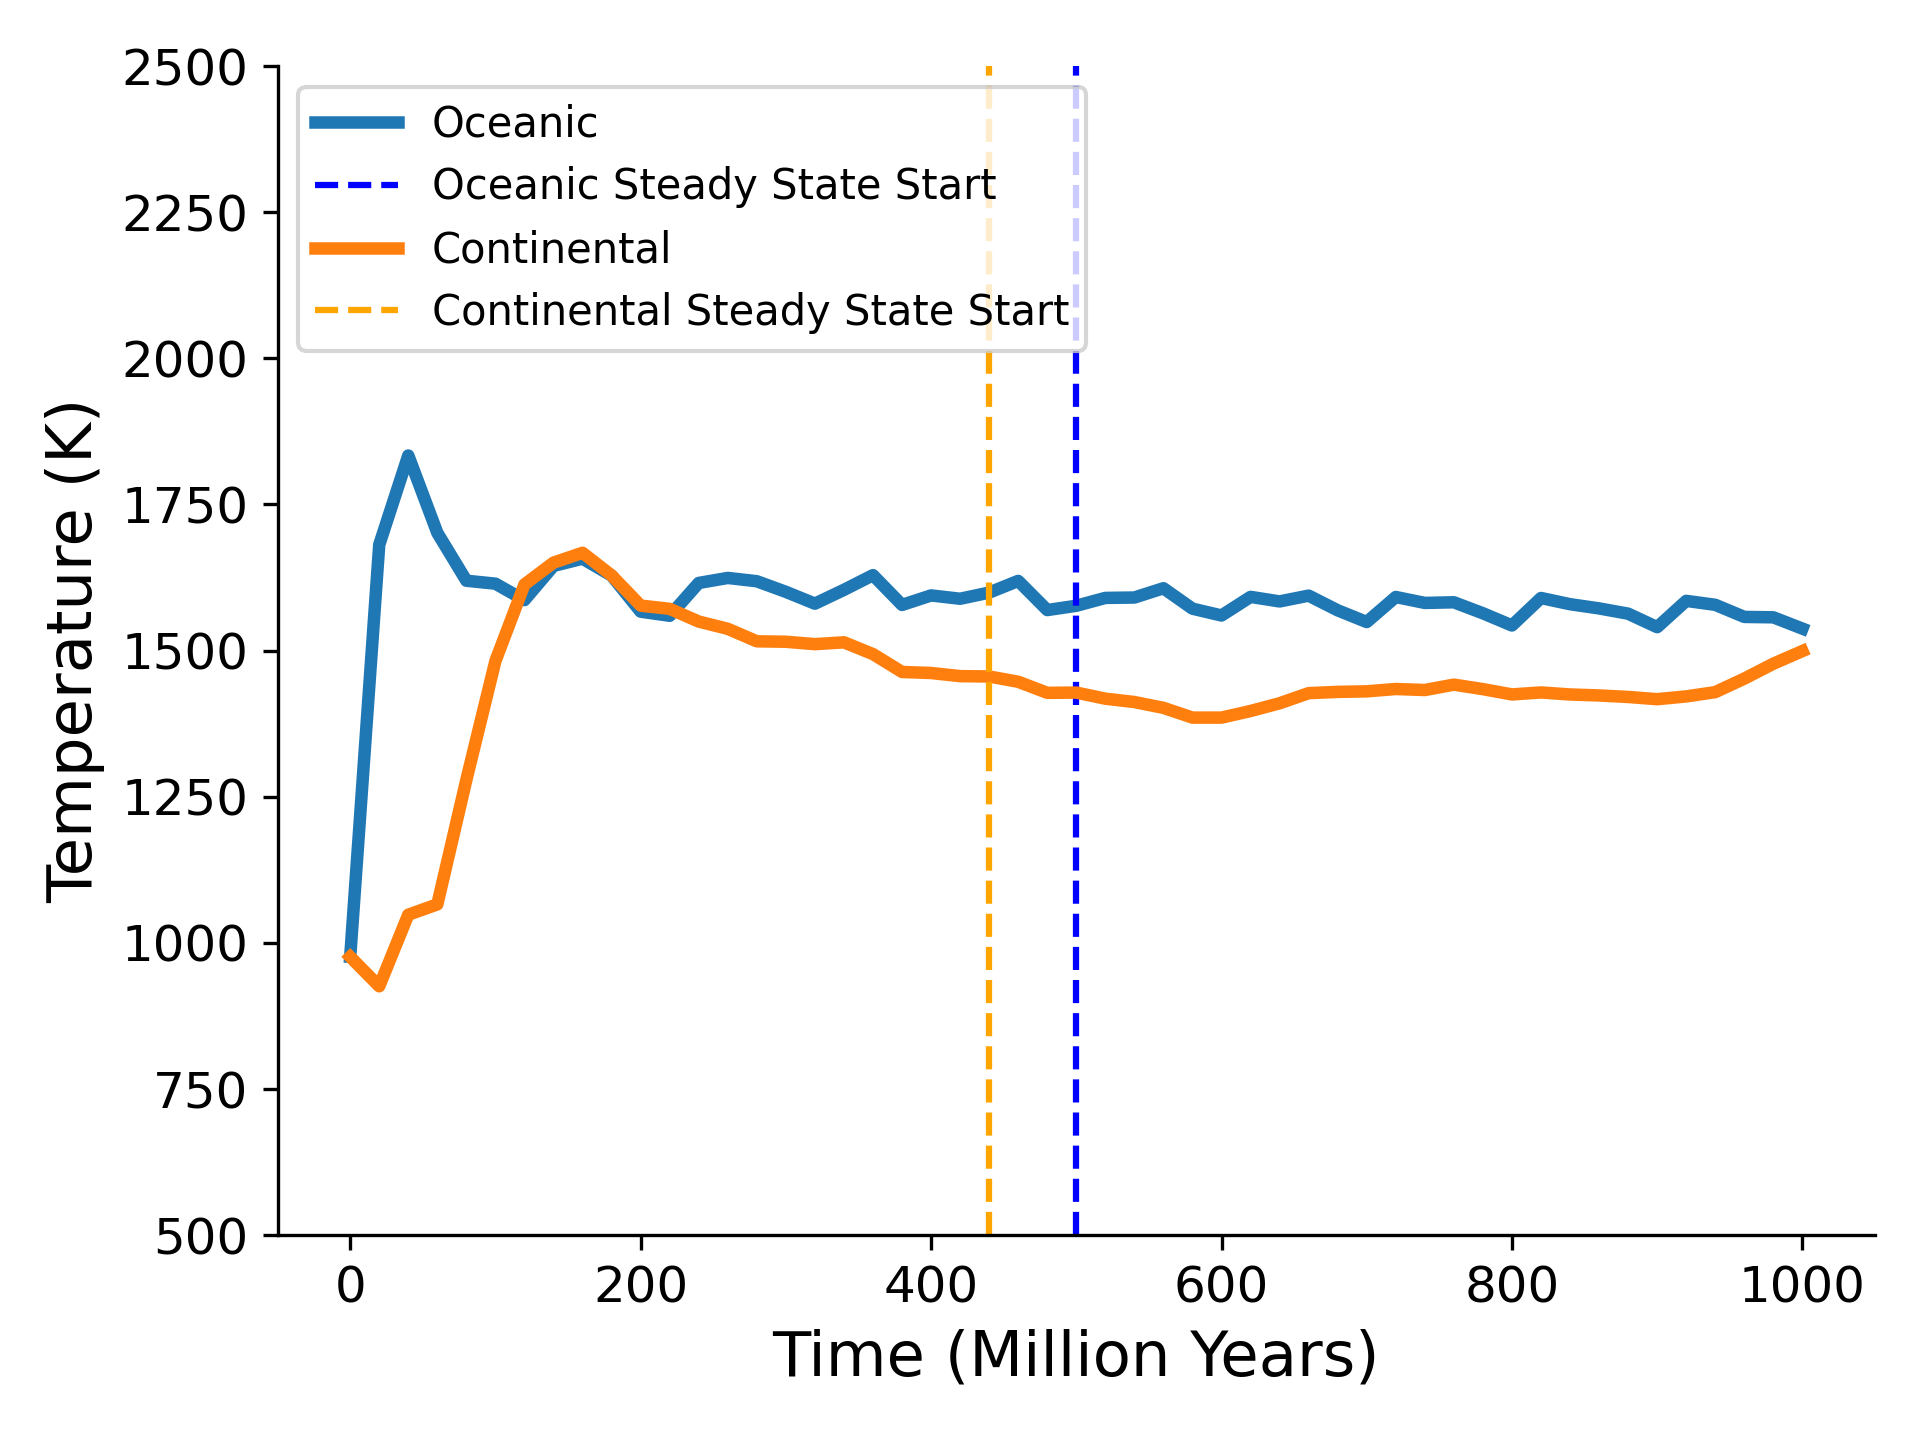 2500
2250
2000
1750
1500
1250
1000
750
500
Temperature (K)
Oceanic
Oceanic Steady State Start
Continental
Continental Steady State Start
0 200 400 600 800 1000
Time (Million Years)